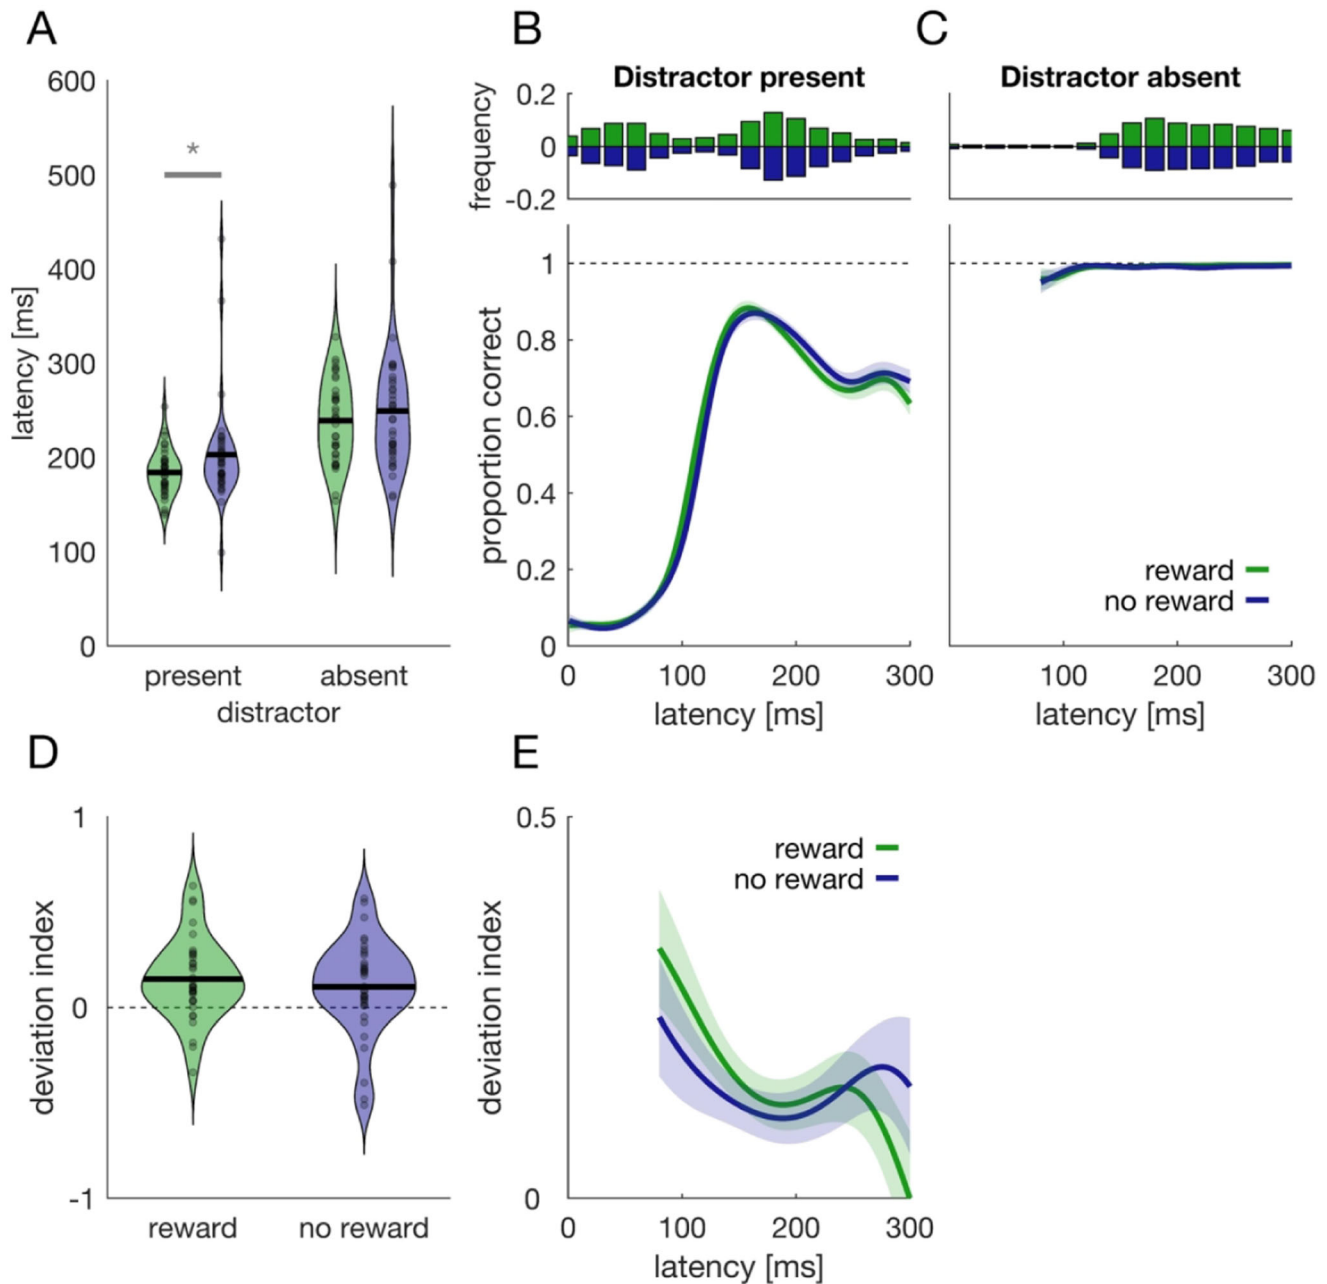 A
600
500
400
300
200
100
0
latency [ms]
*
present
absent
distractor
B
Distractor present
0.2
0
-0.2
frequency
1
0.8
0.6
0.4
0.2
0
proportion correct
0
100
200
300
latency [ms]
C
Distractor absent
reward
no reward
100
200
300
latency [ms]
D
1
0
-1
deviation index
reward
no reward
E
0.5
0
deviation index
reward
no reward
0
100
200
300
latency [ms]